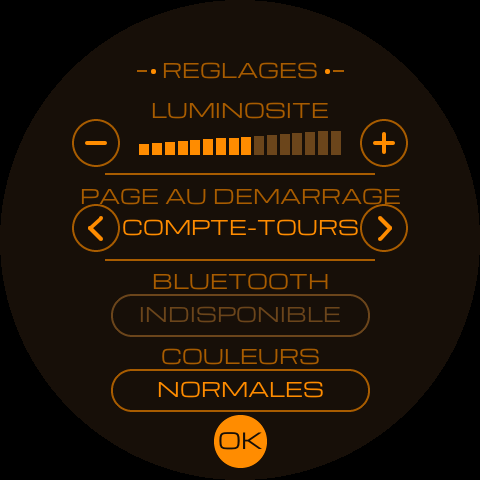 REGLAGES
LUMINOSITE
PAGE AU DEMARRAGE
COMPTE-TOURS
BLUETOOTH
INDISPONIBLE
COULEURS
NORMALES
OK